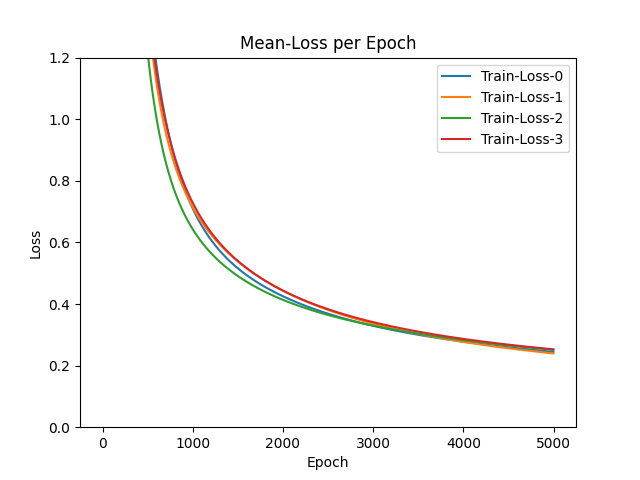 Mean-Loss per Epoch
Train-Loss-0
Train-Loss-1
Train-Loss-2
Train-Loss-3
Loss
1.2
1.0
0.8
0.6
0.4
0.2
0.0
0 1000 2000 3000 4000 5000
Epoch